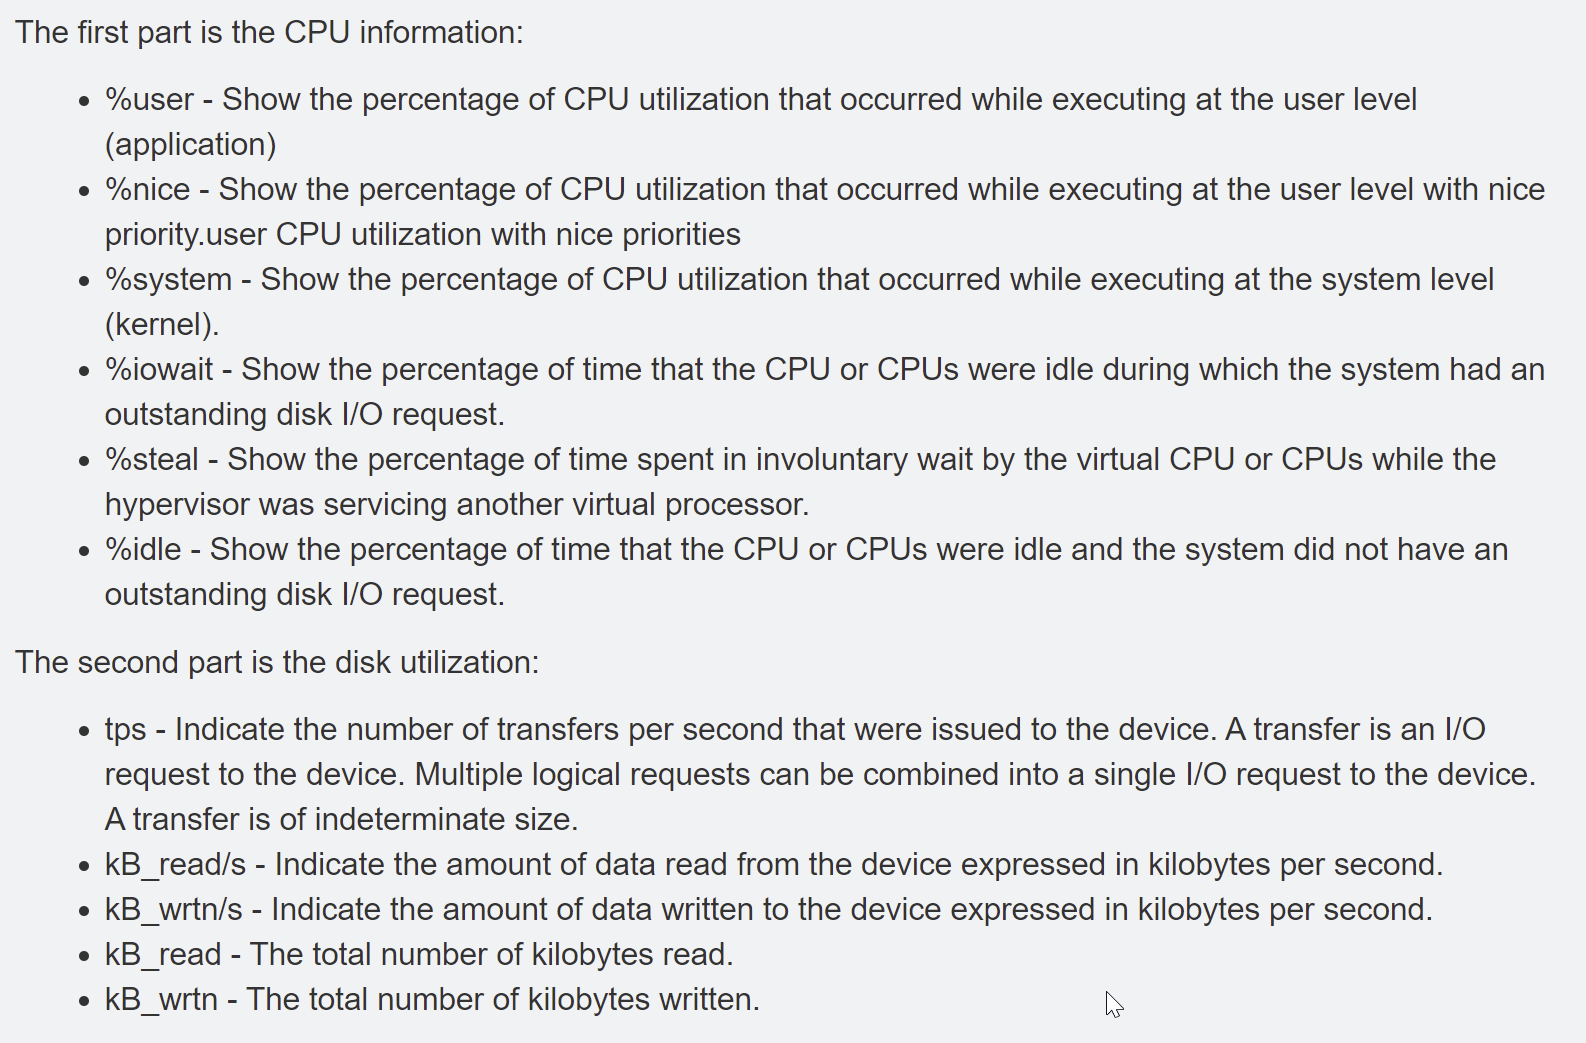 The first part is the CPU information:
• %user - Show the percentage of CPU utilization that occurred while executing at the user level
(application)
• %nice - Show the percentage of CPU utilization that occurred while executing at the user level with nice
priority.user CPU utilization with nice priorities
• %system - Show the percentage of CPU utilization that occurred while executing at the system level
(kernel).
• %iowait - Show the percentage of time that the CPU or CPUs were idle during which the system had an
outstanding disk I/O request.
• %steal - Show the percentage of time spent in involuntary wait by the virtual CPU or CPUs while the
hypervisor was servicing another virtual processor.
• %idle - Show the percentage of time that the CPU or CPUs were idle and the system did not have an
outstanding disk I/O request.
The second part is the disk utilization:
• tps - Indicate the number of transfers per second that were issued to the device. A transfer is an I/O
request to the device. Multiple logical requests can be combined into a single I/O request to the device.
A transfer is of indeterminate size.
• kB_read/s - Indicate the amount of data read from the device expressed in kilobytes per second.
• kB_wrtn/s - Indicate the amount of data written to the device expressed in kilobytes per second.
• kB_read - The total number of kilobytes read.
• kB_wrtn - The total number of kilobytes written.